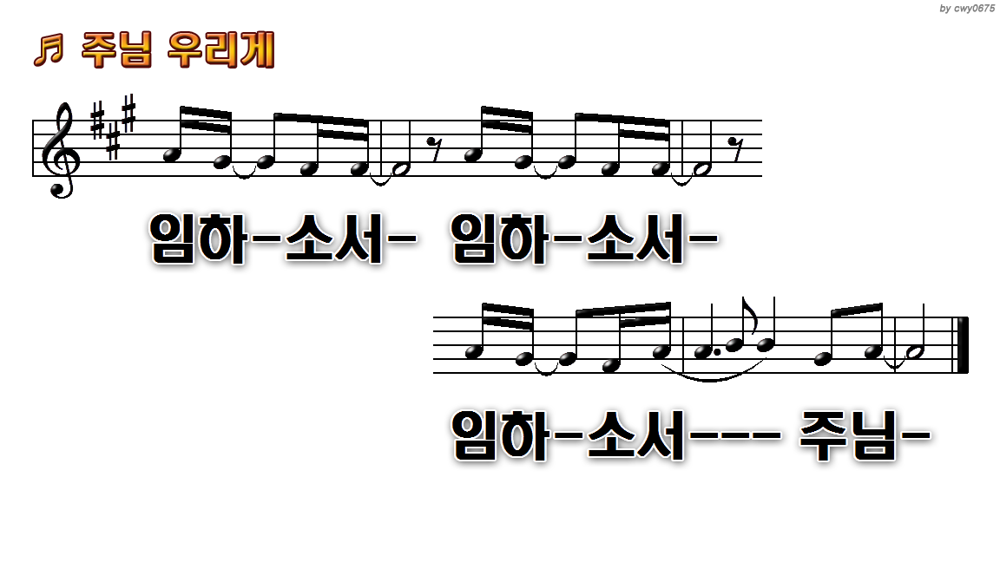 by cwy0675
♬ 주님 우리게
임하-소서- 임하-소서-
임하-소서--- 주님-